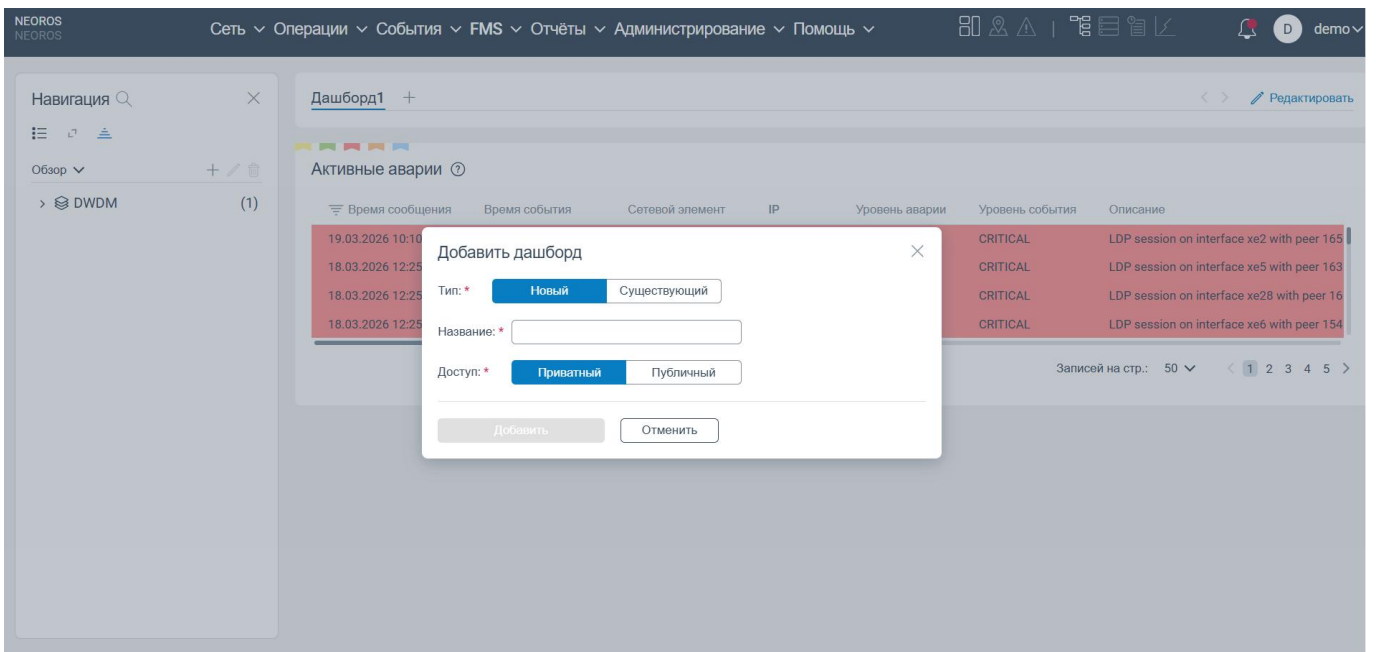 NEOROS
NEOROS
Сеть Операции События FMS Отчёты Администрирование Помощь
D demo
Навигация
Обзор
DWDM (1)
Дашборд1
Редактировать
Активные аварии
Время сообщения Время события Сетевой элемент IP Уровень аварии Уровень события Описание
19.03.2026 10:10 CRITICAL LDP session on interface xe2 with peer 165
18.03.2026 12:25 CRITICAL LDP session on interface xe5 with peer 163
18.03.2026 12:25 CRITICAL LDP session on interface xe28 with peer 16
18.03.2026 12:25 CRITICAL LDP session on interface xe6 with peer 154
Записей на стр.: 50 < 1 2 3 4 5 >
Добавить дашборд
Тип: * Новый Существующий
Название: *
Доступ: * Приватный Публичный
Добавить Отменить